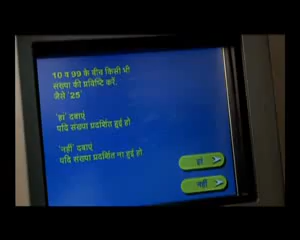 10 व 99 के बीच किसी भी
संख्या की प्रविष्टि करें.
जैसे '25'
'हां' दबाएं
यदि संख्या प्रदर्शित हुई हो
'नहीं' दबाएं
यदि संख्या प्रदर्शित ना हुई हो
हां
नहीं